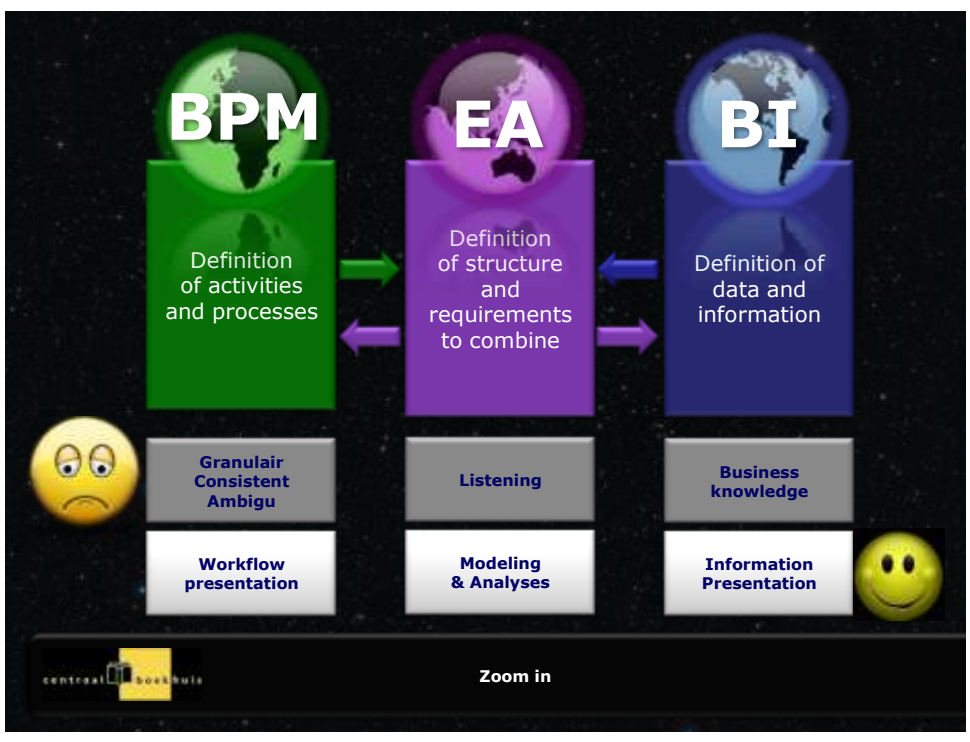 BPM
EA
BI
Definition
of activities
and processes
Definition
of structure
and
requirements
to combine
Definition of
data and
information
Granulair
Consistent
Ambigu
Listening
Business
knowledge
Workflow
presentation
Modeling
& Analyses
Information
Presentation
centraal boekhuis
Zoom in